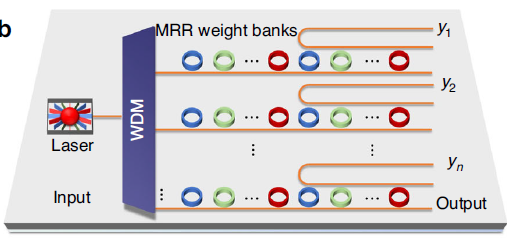 b
MRR weight banks
y1
y2
WDM
Laser
yn
Input
Output